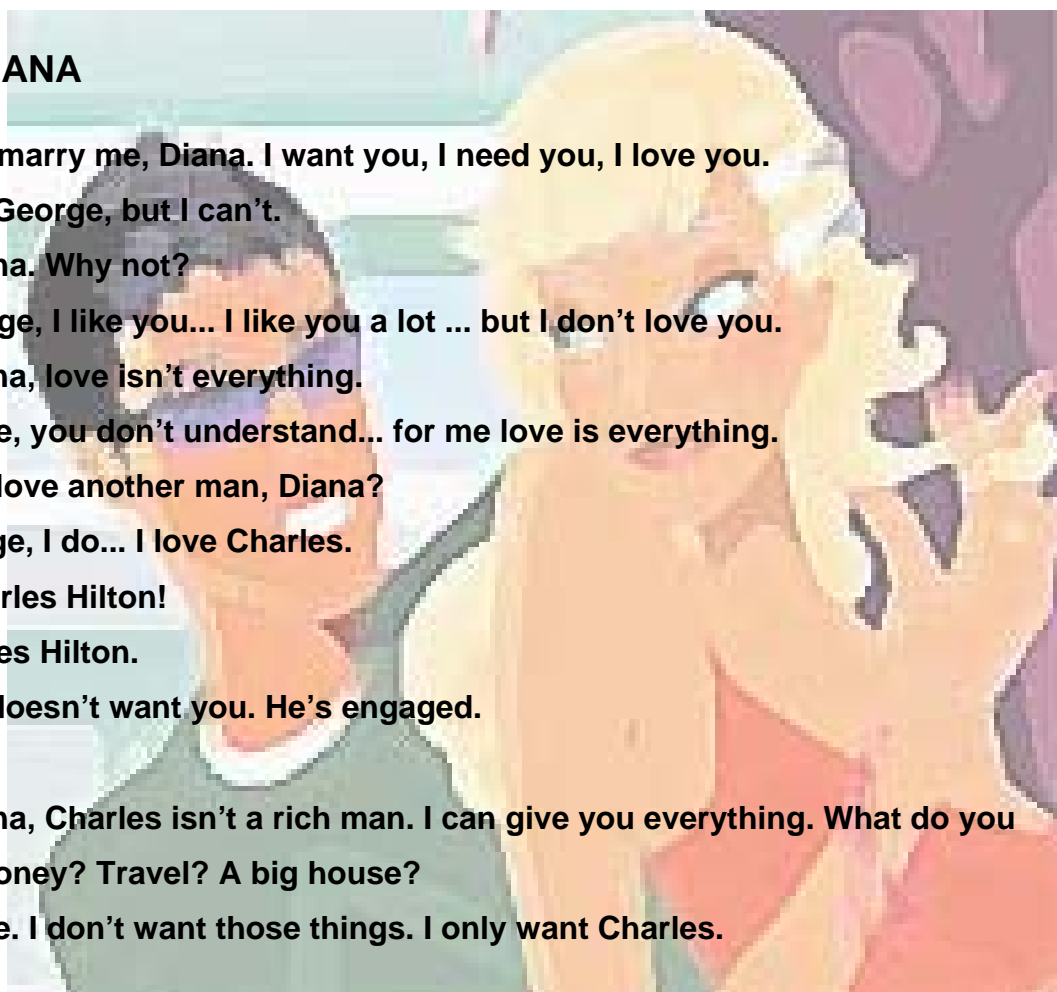 ANA
marry me, Diana. I want you, I need you, I love you.
George, but I can’t.
na. Why not?
ge, I like you... I like you a lot ... but I don’t love you.
na, love isn’t everything.
e, you don’t understand... for me love is everything.
love another man, Diana?
ge, I do... I love Charles.
rles Hilton!
es Hilton.
doesn’t want you. He’s engaged.
na, Charles isn’t a rich man. I can give you everything. What do you
oney? Travel? A big house?
e. I don’t want those things. I only want Charles.